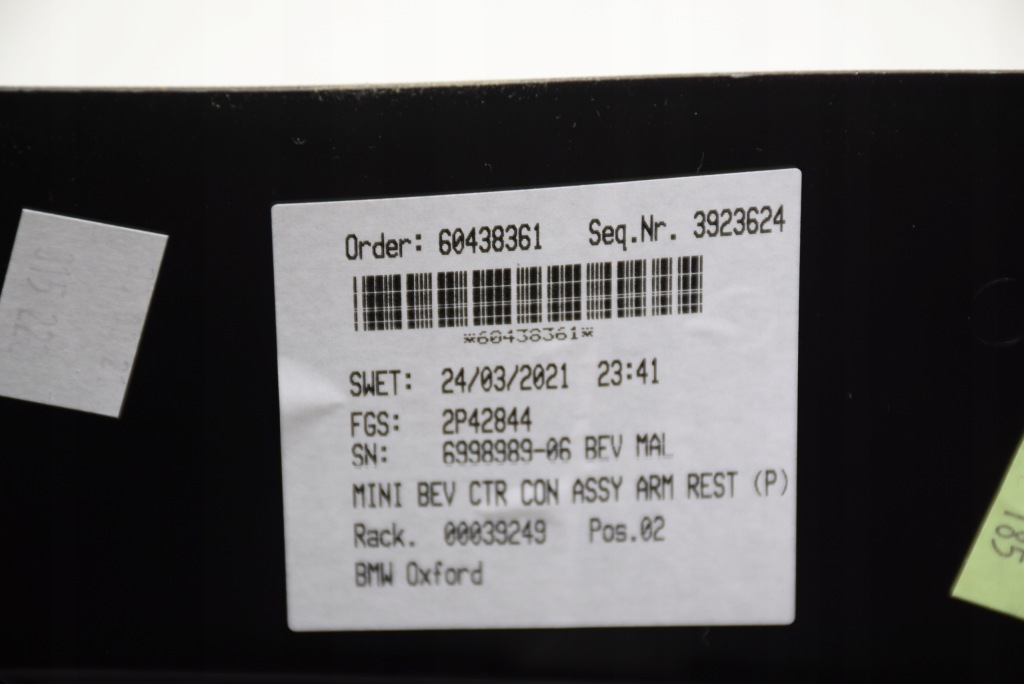 Order: 60438361 Seq.Nr. 3923624
*60438361*
SWET: 24/03/2021 23:41
FGS: 2P42844
SN: 6998989-06 BEV MAL
MINI BEV CTR CON ASSY ARM REST (P)
Rack. 00039249 Pos.02
BMW Oxford
185